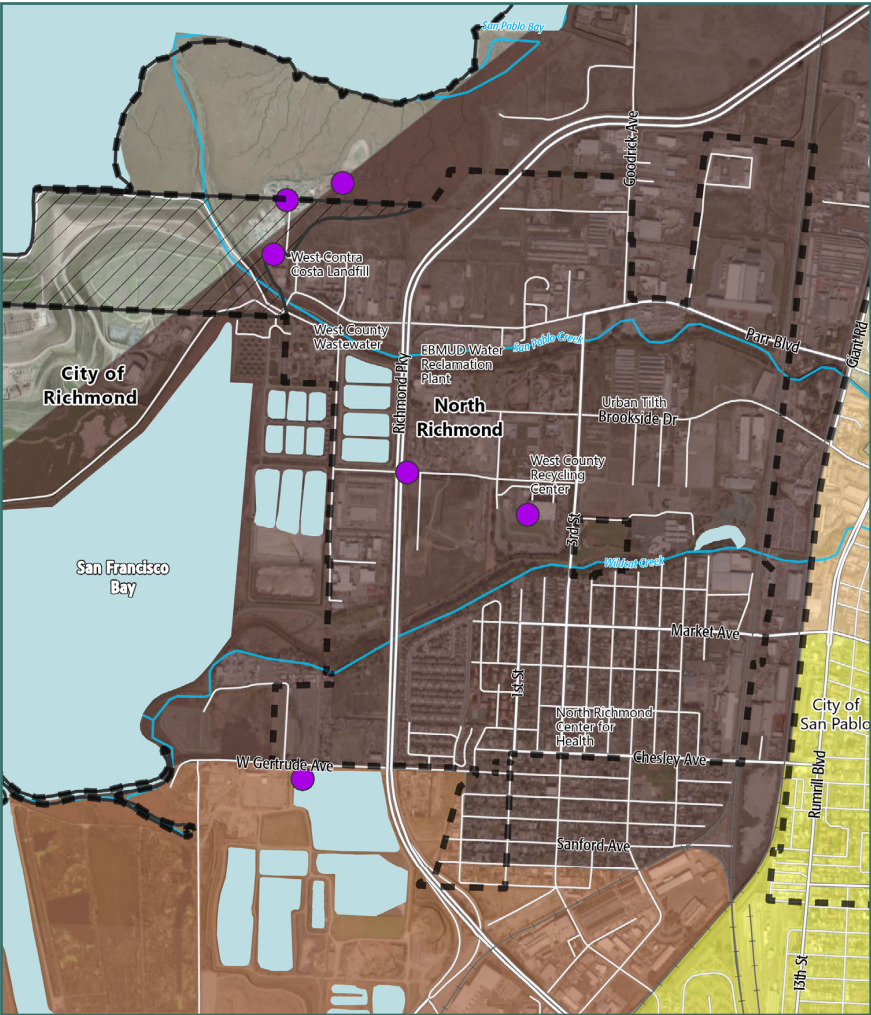 San Pablo Bay
Goodrick Ave
West Contra
Costa Landfill
West County
Wastewater
EBMUD Water
Reclamation
Plant
San Pablo Creek
Parr Blvd
Giant Rd
City of
Richmond
Richmond Pky
North
Richmond
Urban Tilth
Brookside Dr
West County
Recycling
Center
3rd St
San Francisco
Bay
Wildcat Creek
Market Ave
1st St
North Richmond
Center for
Health
City of
San Pablo
W Gertrude Ave
Chesley Ave
Rumrill Blvd
Sanford Ave
13th St